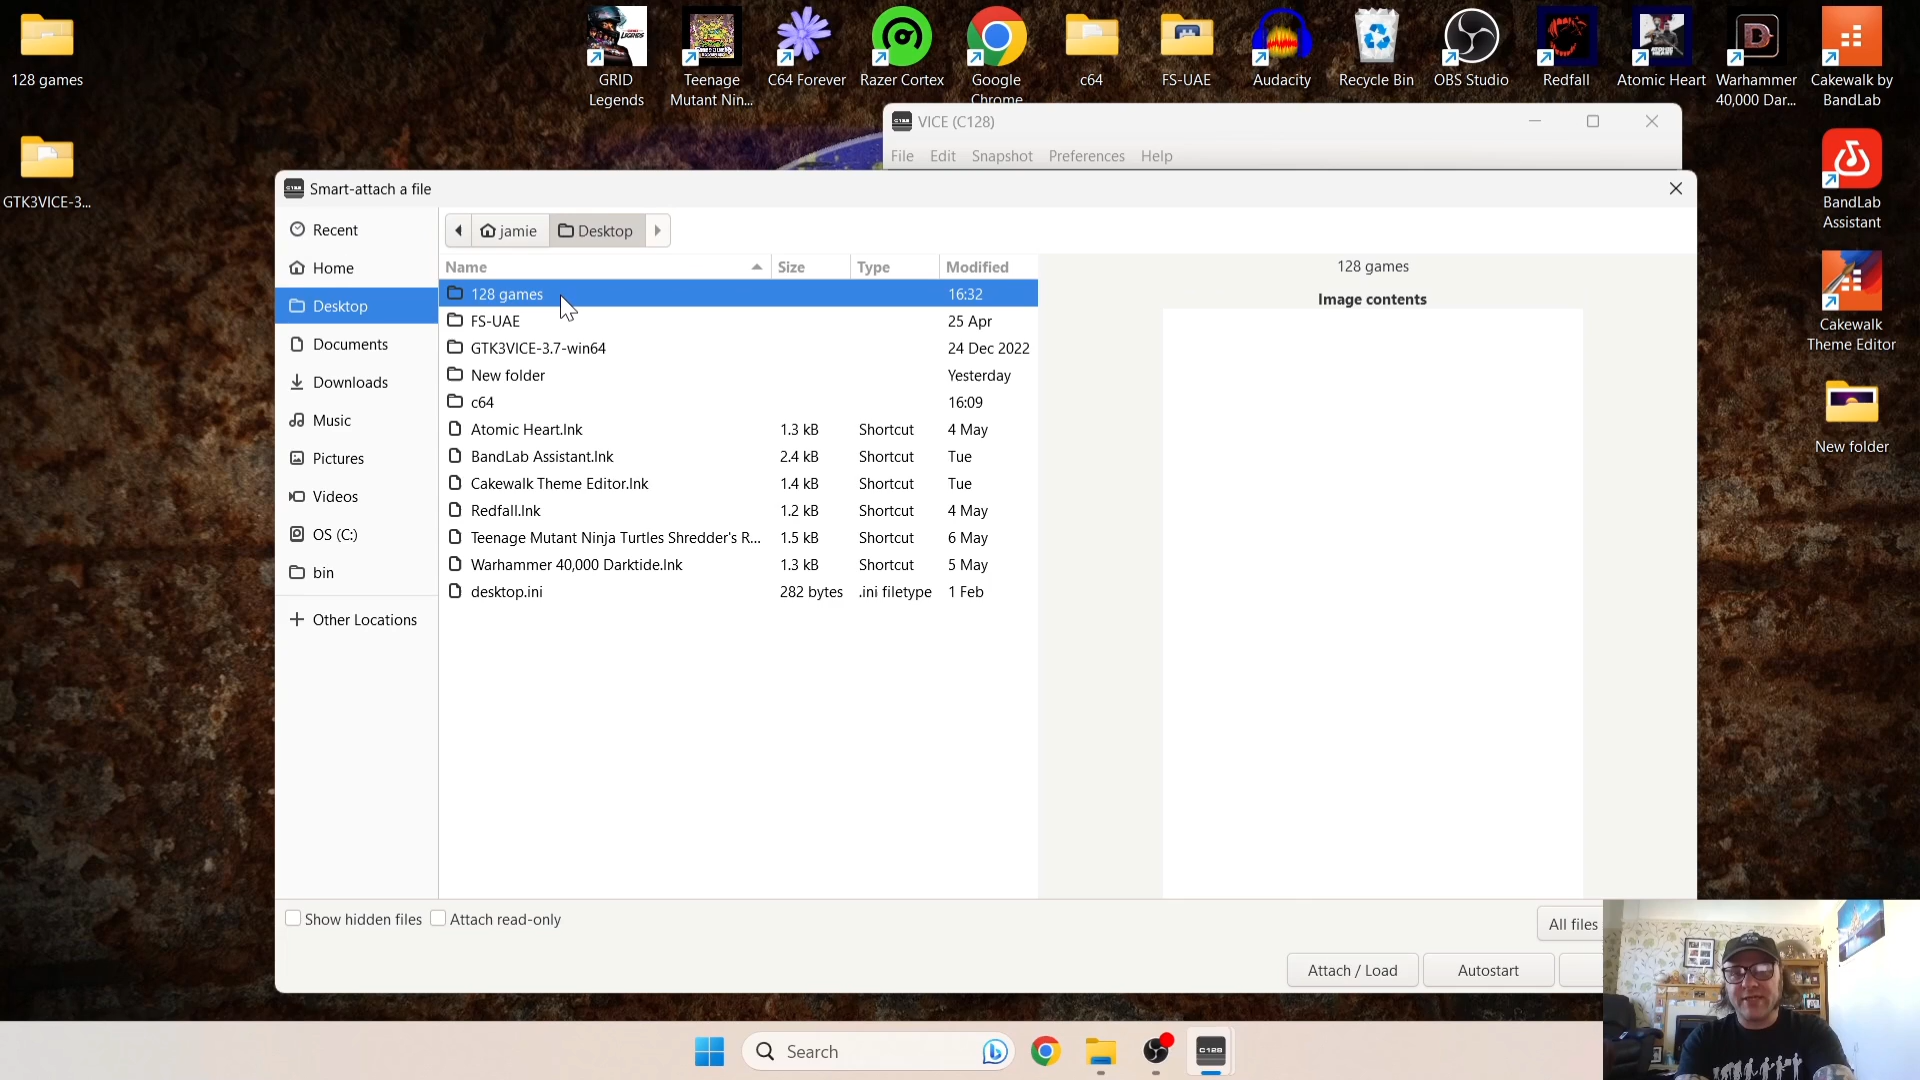 128 games
GTK3VICE-3...
GRID
Legends
Teenage
Mutant Nin...
C64 Forever
Razer Cortex
Google
Chrome
c64
FS-UAE
Audacity
Recycle Bin
OBS Studio
Redfall
Atomic Heart
Warhammer
40,000 Dar...
Cakewalk by
BandLab
BandLab
Assistant
Cakewalk
Theme Editor
New folder
VICE (C128)
File Edit Snapshot Preferences Help
Smart-attach a file
Recent
Home
Desktop
Documents
Downloads
Music
Pictures
Videos
OS (C:)
bin
Other Locations
jamie Desktop
Name Size Type Modified
128 games 16:32
FS-UAE 25 Apr
GTK3VICE-3.7-win64 24 Dec 2022
New folder Yesterday
c64 16:09
Atomic Heart.lnk 1.3 kB Shortcut 4 May
BandLab Assistant.lnk 2.4 kB Shortcut Tue
Cakewalk Theme Editor.lnk 1.4 kB Shortcut Tue
Redfall.lnk 1.2 kB Shortcut 4 May
Teenage Mutant Ninja Turtles Shredder's R... 1.5 kB Shortcut 6 May
Warhammer 40,000 Darktide.lnk 1.3 kB Shortcut 5 May
desktop.ini 282 bytes .ini filetype 1 Feb
128 games
Image contents
Show hidden files Attach read-only
All files
Attach / Load Autostart
Search
C128